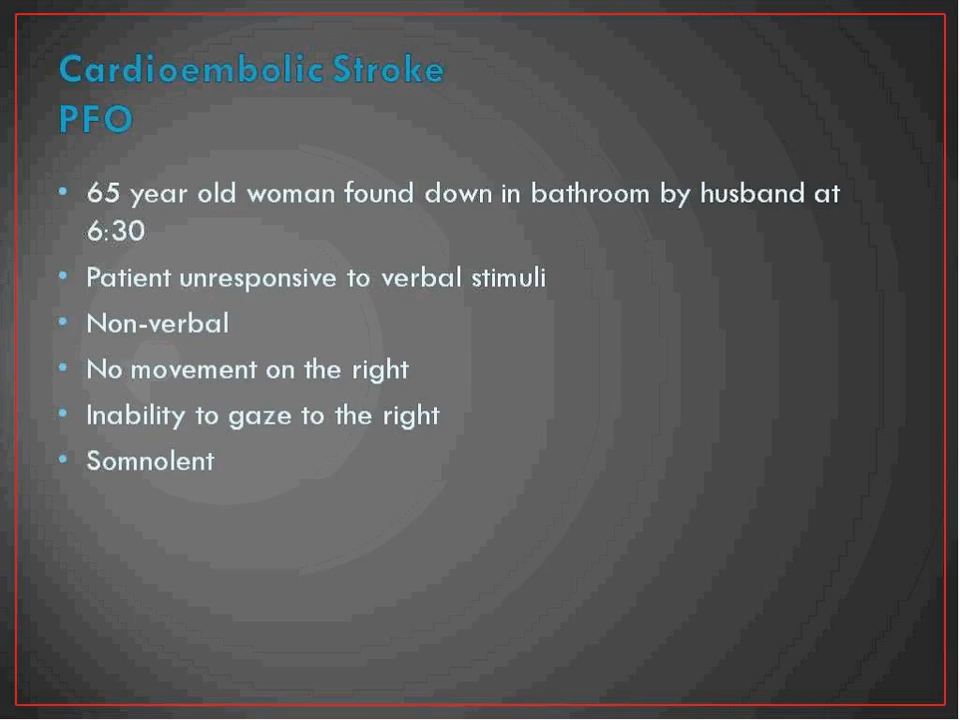 Cardioembolic Stroke
PFO
• 65 year old woman found down in bathroom by husband at
6:30
• Patient unresponsive to verbal stimuli
• Non-verbal
• No movement on the right
• Inability to gaze to the right
• Somnolent